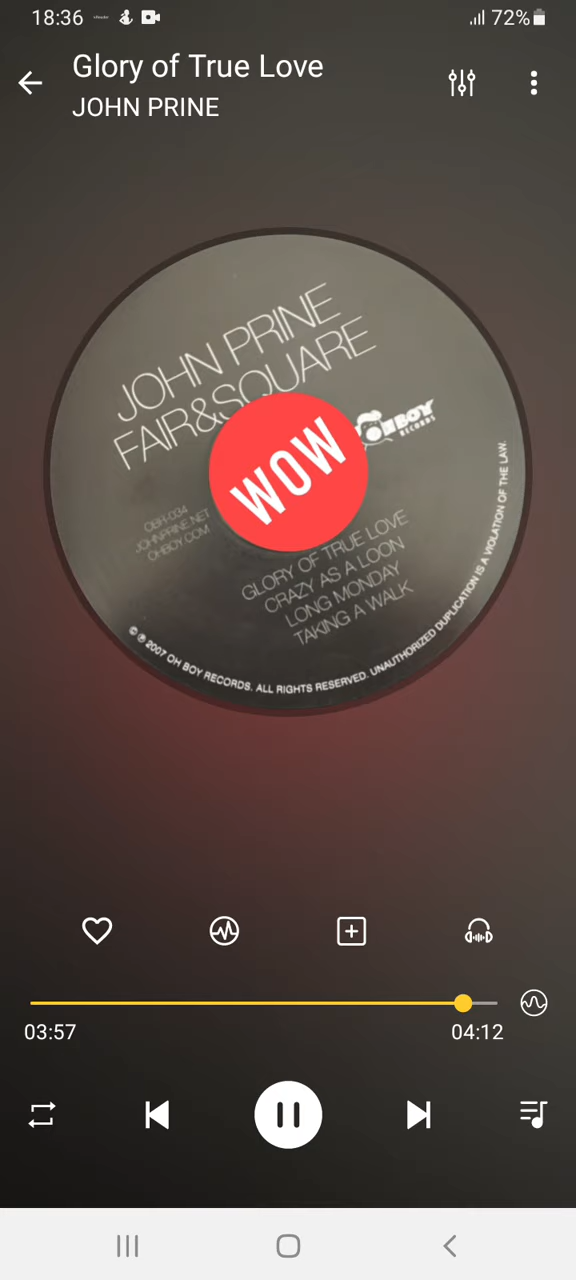 18:36
72%
Glory of True Love
JOHN PRINE
JOHN PRINE
FAIR&SQUARE
OH BOY
RECORDS
WOW
OBR-034
JOHNPRINE.NET
OHBOY.COM
GLORY OF TRUE LOVE
CRAZY AS A LOON
LONG MONDAY
TAKING A WALK
© ℗ 2007 OH BOY RECORDS. ALL RIGHTS RESERVED. UNAUTHORIZED DUPLICATION IS A VIOLATION OF THE LAW.
03:57
04:12